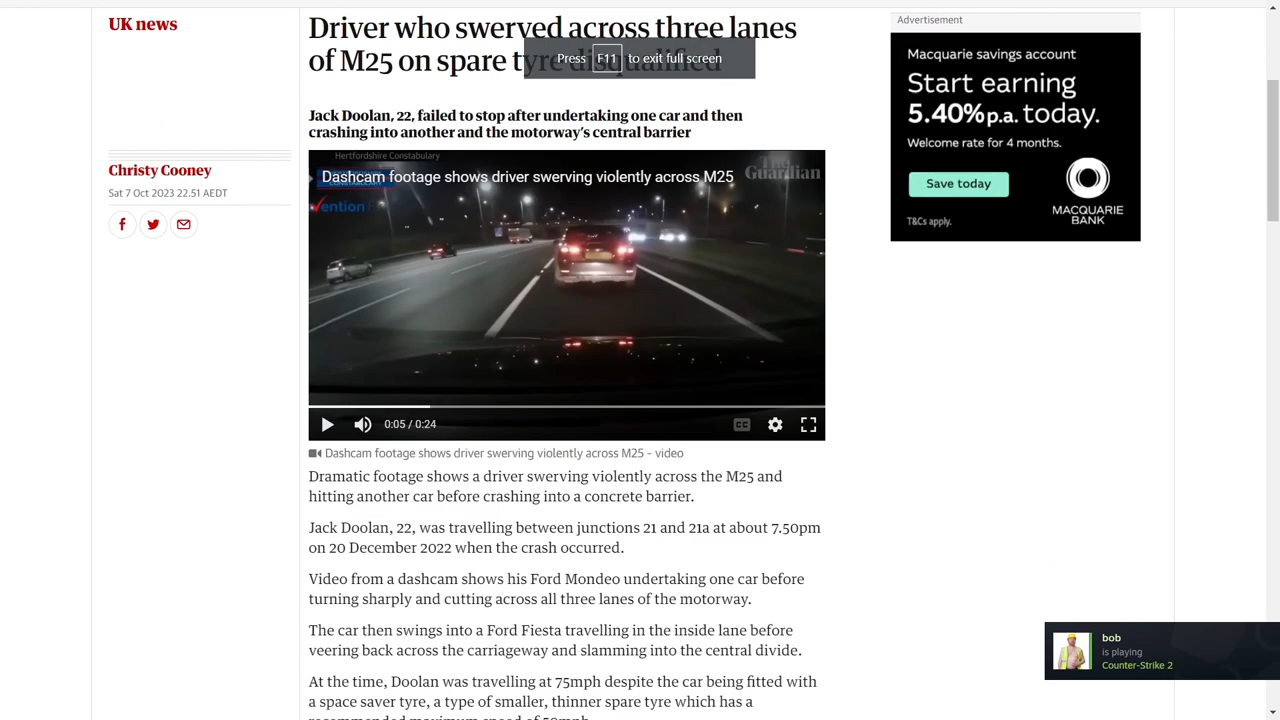 UK news
Driver who swerved across three lanes
of M25 on spare tyre disqualified
Press F11 to exit full screen
Jack Doolan, 22, failed to stop after undertaking one car and then
crashing into another and the motorway's central barrier
Christy Cooney
Sat 7 Oct 2023 22.51 AEDT
Hertfordshire Constabulary
Dashcam footage shows driver swerving violently across M25
The Guardian
CONSTABULARY
0:05 / 0:24
CC
Dashcam footage shows driver swerving violently across M25 – video
Dramatic footage shows a driver swerving violently across the M25 and
hitting another car before crashing into a concrete barrier.
Jack Doolan, 22, was travelling between junctions 21 and 21a at about 7.50pm
on 20 December 2022 when the crash occurred.
Video from a dashcam shows his Ford Mondeo undertaking one car before
turning sharply and cutting across all three lanes of the motorway.
The car then swings into a Ford Fiesta travelling in the inside lane before
veering back across the carriageway and slamming into the central divide.
At the time, Doolan was travelling at 75mph despite the car being fitted with
a space saver tyre, a type of smaller, thinner spare tyre which has a
recommended maximum speed of 50mph.
Advertisement
Macquarie savings account
Start earning
5.40% p.a. today.
Welcome rate for 4 months.
Save today
T&Cs apply.
MACQUARIE
BANK
bob
is playing
Counter-Strike 2